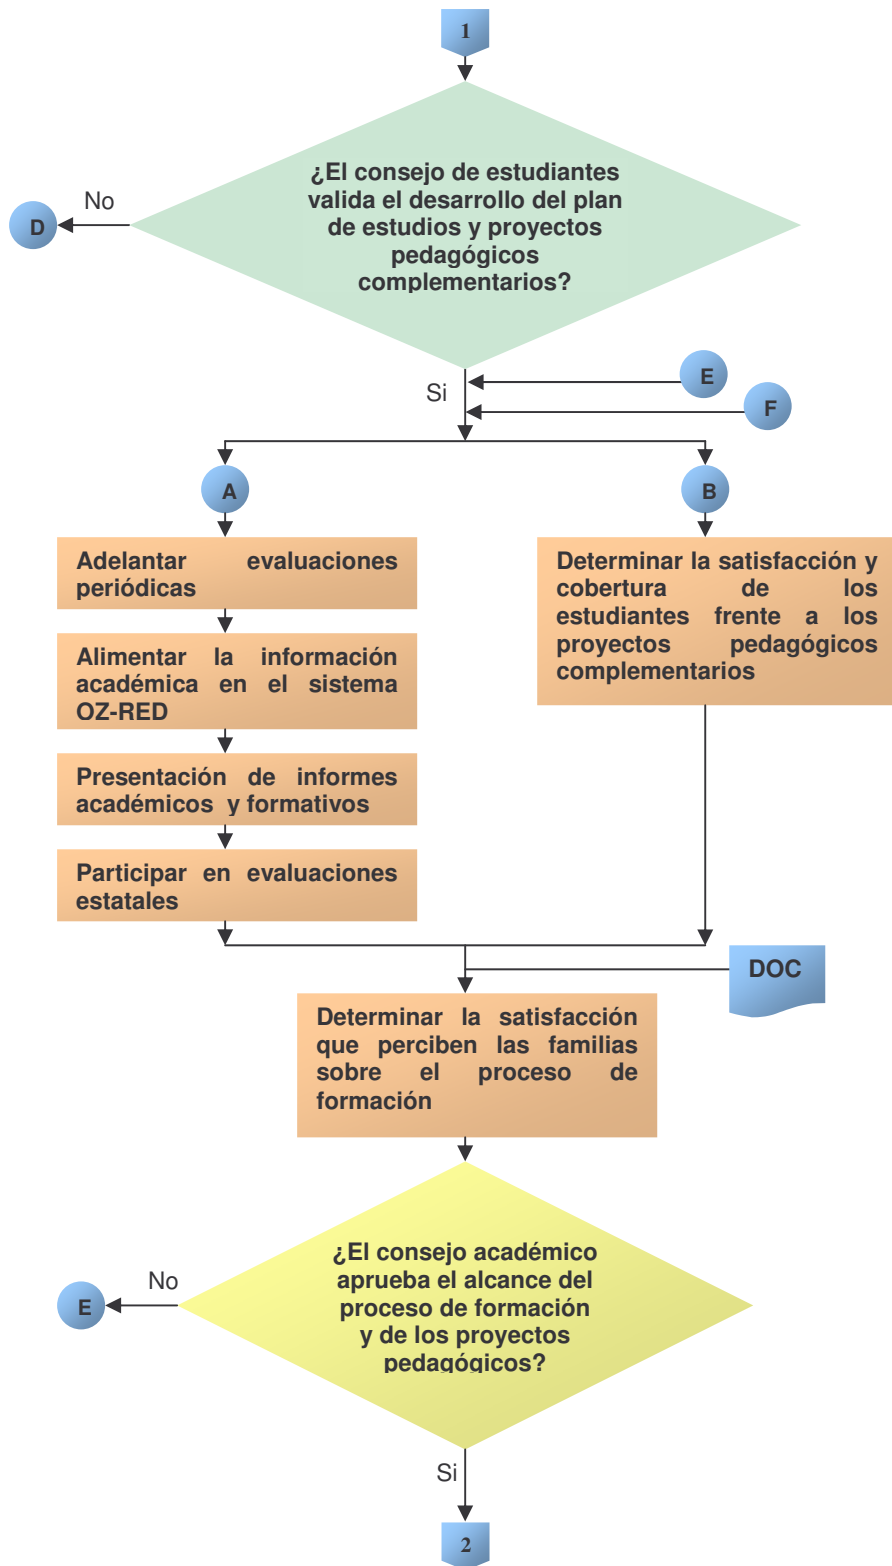 1
¿El consejo de estudiantes
valida el desarrollo del plan
de estudios y proyectos
pedagógicos
complementarios?
No
D
Si
E
F
A
B
Adelantar evaluaciones
periódicas
Determinar la satisfacción y
cobertura de los
estudiantes frente a los
proyectos pedagógicos
complementarios
Alimentar la información
académica en el sistema
OZ-RED
Presentación de informes
académicos y formativos
Participar en evaluaciones
estatales
DOC
Determinar la satisfacción
que perciben las familias
sobre el proceso de
formación
¿El consejo académico
aprueba el alcance del
proceso de formación
y de los proyectos
pedagógicos?
No
E
Si
2